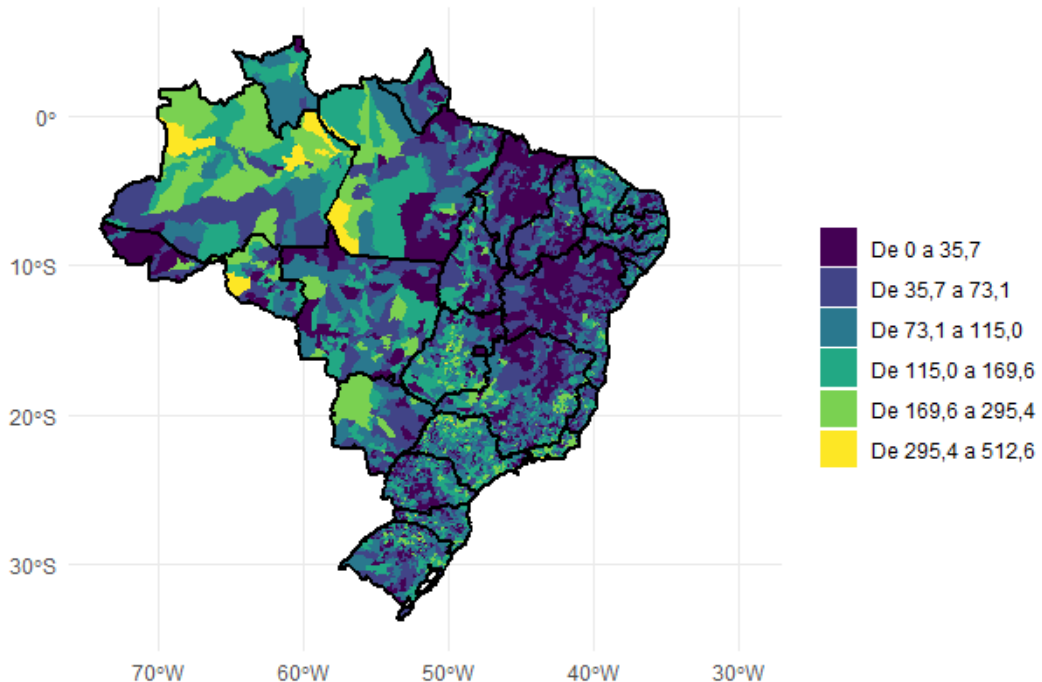 0°
10°S
20°S
30°S
70°W
60°W
50°W
40°W
30°W
De 0 a 35,7
De 35,7 a 73,1
De 73,1 a 115,0
De 115,0 a 169,6
De 169,6 a 295,4
De 295,4 a 512,6